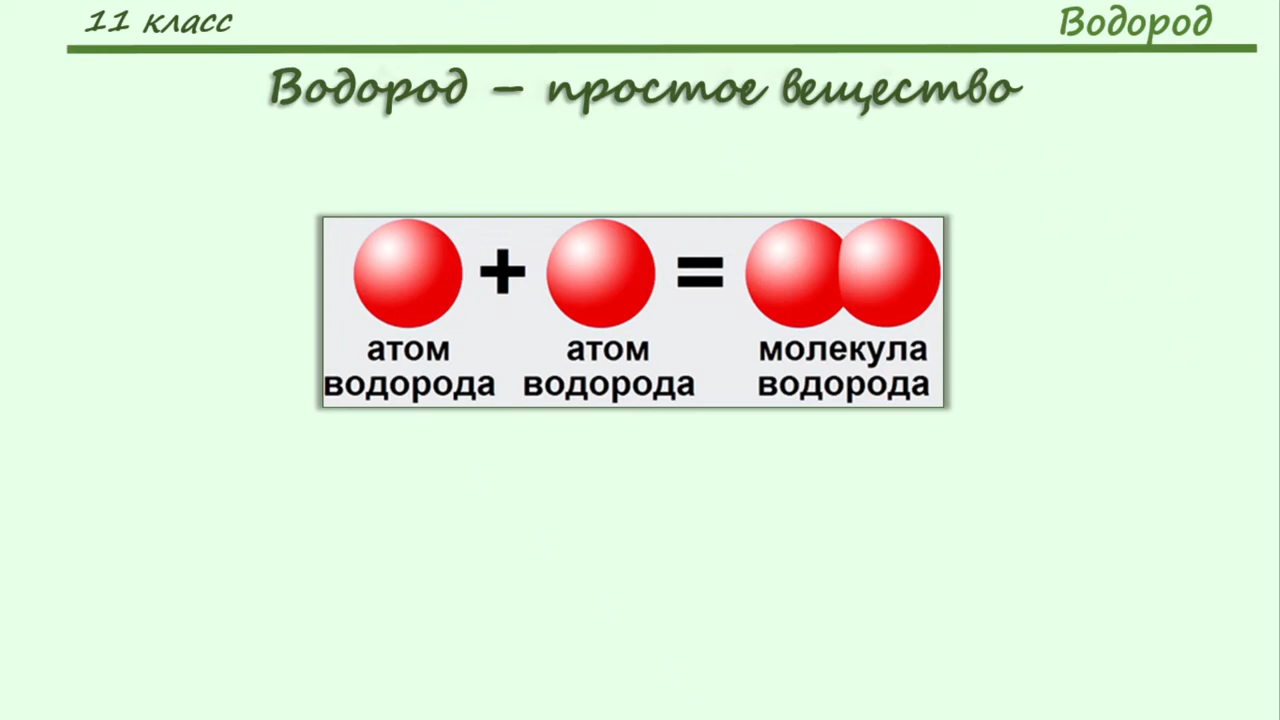 11 класс Водород
Водород – простое вещество
+ =
атом атом молекула
водорода водорода водорода